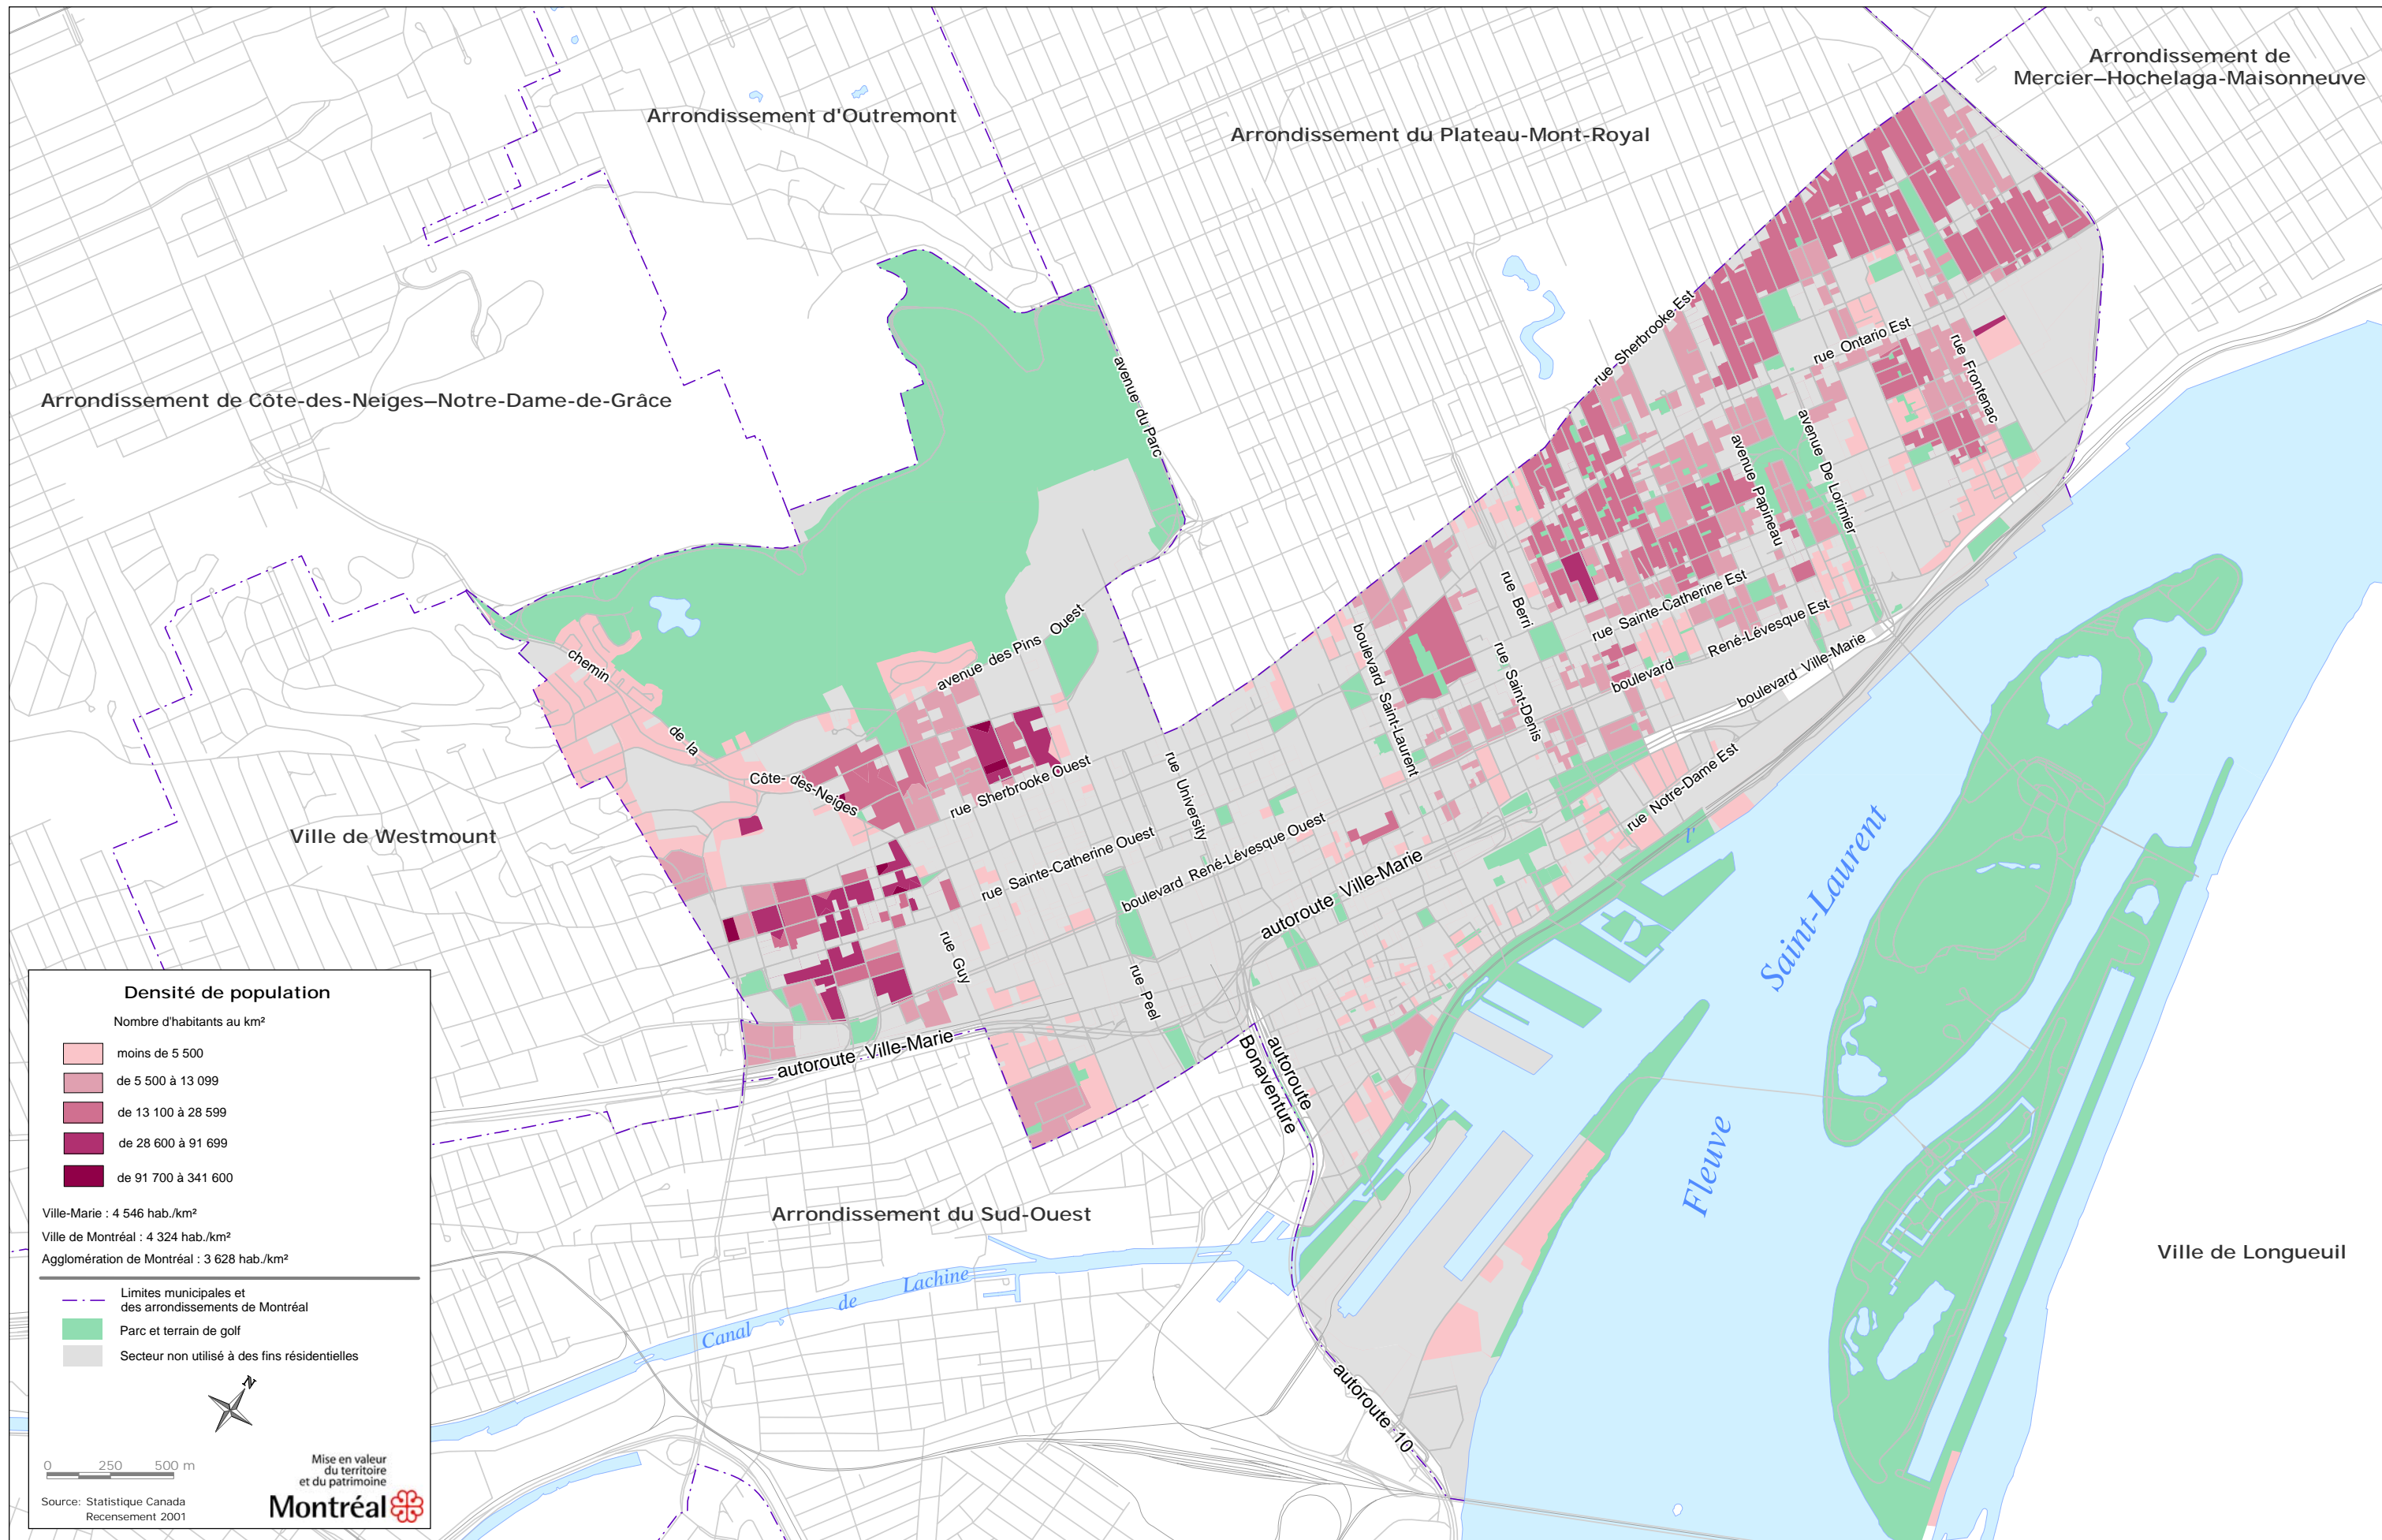 Arrondissement de
Mercier–Hochelaga-Maisonneuve
Arrondissement d'Outremont
Arrondissement du Plateau-Mont-Royal
Arrondissement de Côte-des-Neiges–Notre-Dame-de-Grâce
avenue du Parc
rue Sherbrooke Est
rue Ontario Est
rue Frontenac
avenue De Lorimier
avenue Papineau
rue Berri
rue Sainte-Catherine Est
boulevard René-Lévesque Est
boulevard Ville-Marie
boulevard Saint-Laurent
rue Saint-Denis
avenue des Pins Ouest
chemin de la Côte-des-Neiges
rue Sherbrooke Ouest
rue University
rue Notre-Dame Est
Ville de Westmount
rue Sainte-Catherine Ouest
boulevard René-Lévesque Ouest
autoroute Ville-Marie
rue Guy
rue Peel
autoroute Ville-Marie
autoroute
Bonaventure
Fleuve Saint-Laurent
l'
Arrondissement du Sud-Ouest
Ville de Longueuil
Canal de Lachine
autoroute 10
Densité de population
Nombre d'habitants au km²
moins de 5 500
de 5 500 à 13 099
de 13 100 à 28 599
de 28 600 à 91 699
de 91 700 à 341 600
Ville-Marie : 4 546 hab./km²
Ville de Montréal : 4 324 hab./km²
Agglomération de Montréal : 3 628 hab./km²
Limites municipales et
des arrondissements de Montréal
Parc et terrain de golf
Secteur non utilisé à des fins résidentielles
N
0 250 500 m
Mise en valeur
du territoire
et du patrimoine
Montréal
Source: Statistique Canada
Recensement 2001